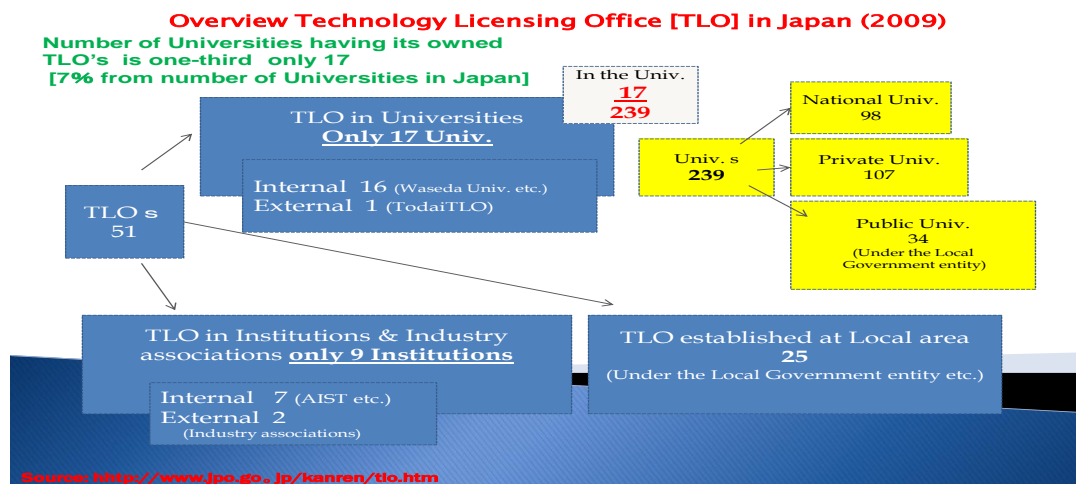 Overview Technology Licensing Office [TLO] in Japan (2009)
Number of Universities having its owned
TLO's is one-third only 17
[7% from number of Universities in Japan]
In the Univ.
17
239
TLO in Universities
Only 17 Univ.
Internal 16 (Waseda Univ. etc.)
External 1 (TodaiTLO)
TLO s
51
Univ. s
239
National Univ.
98
Private Univ.
107
Public Univ.
34
(Under the Local
Government entity)
TLO in Institutions & Industry
associations only 9 Institutions
Internal 7 (AIST etc.)
External 2
(Industry associations)
TLO established at Local area
25
(Under the Local Government entity etc.)
Source: hhtp://www.jpo.go。jp/kanren/tlo.htm